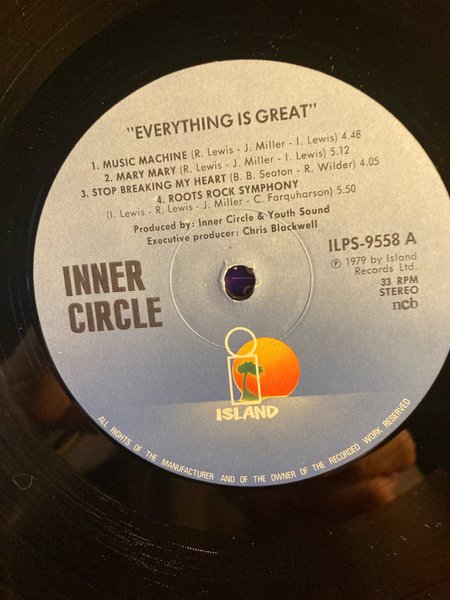 "EVERYTHING IS GREAT"
1. MUSIC MACHINE (R. Lewis - J. Miller - I. Lewis) 4.48
2. MARY MARY (R. Lewis - J. Miller - I. Lewis) 5.12
3. STOP BREAKING MY HEART (B. B. Seaton - R. Wilder) 4.05
4. ROOTS ROCK SYMPHONY
(I. Lewis - R. Lewis - J. Miller - C. Farquharson) 5.50
Produced by: Inner Circle & Youth Sound
Executive producer: Chris Blackwell
ILPS-9558 A
℗ 1979 by Island
Records Ltd.
33 RPM
STEREO
ncb
INNER
CIRCLE
ISLAND
ALL RIGHTS OF THE MANUFACTURER AND OF THE OWNER OF THE RECORDED WORK RESERVED